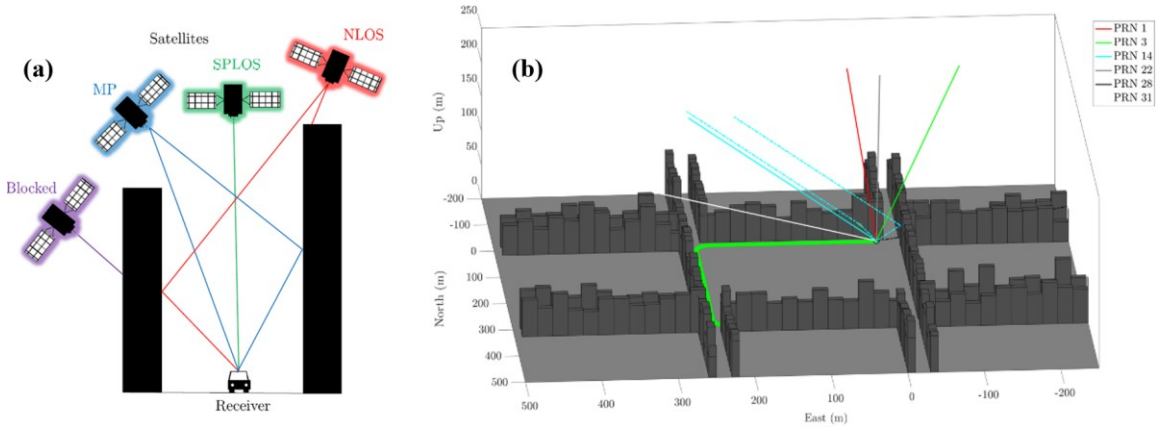 (a)
Satellites
NLOS
SPLOS
MP
Blocked
Receiver
(b)
250
200
150
100
50
0
Up (m)
-200
-100
0
100
200
300
400
500
North (m)
500
400
300
200
100
0
-100
-200
East (m)
PRN 1
PRN 3
PRN 14
PRN 22
PRN 28
PRN 31